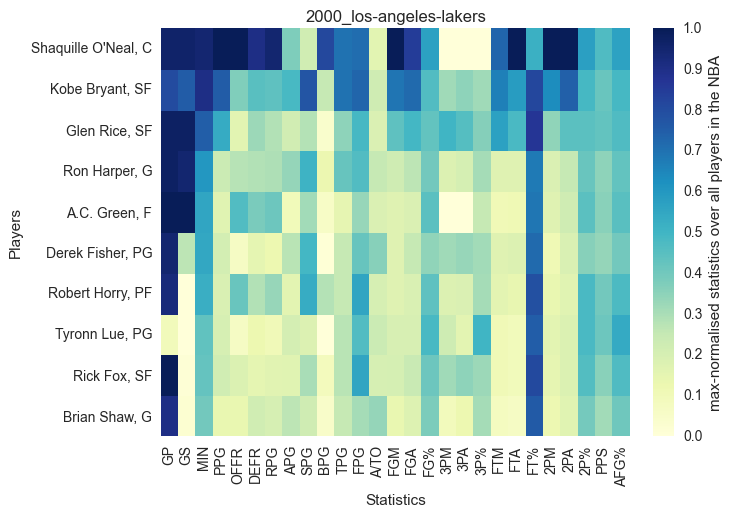 2000_los-angeles-lakers
Players
Shaquille O'Neal, C
Kobe Bryant, SF
Glen Rice, SF
Ron Harper, G
A.C. Green, F
Derek Fisher, PG
Robert Horry, PF
Tyronn Lue, PG
Rick Fox, SF
Brian Shaw, G
GP
GS
MIN
PPG
OFFR
DEFR
RPG
APG
SPG
BPG
TPG
FPG
A/TO
FGM
FGA
FG%
3PM
3PA
3P%
FTM
FTA
FT%
2PM
2PA
2P%
PPS
AFG%
Statistics
1.0
0.9
0.8
0.7
0.6
0.5
0.4
0.3
0.2
0.1
0.0
max-normalised statistics over all players in the NBA